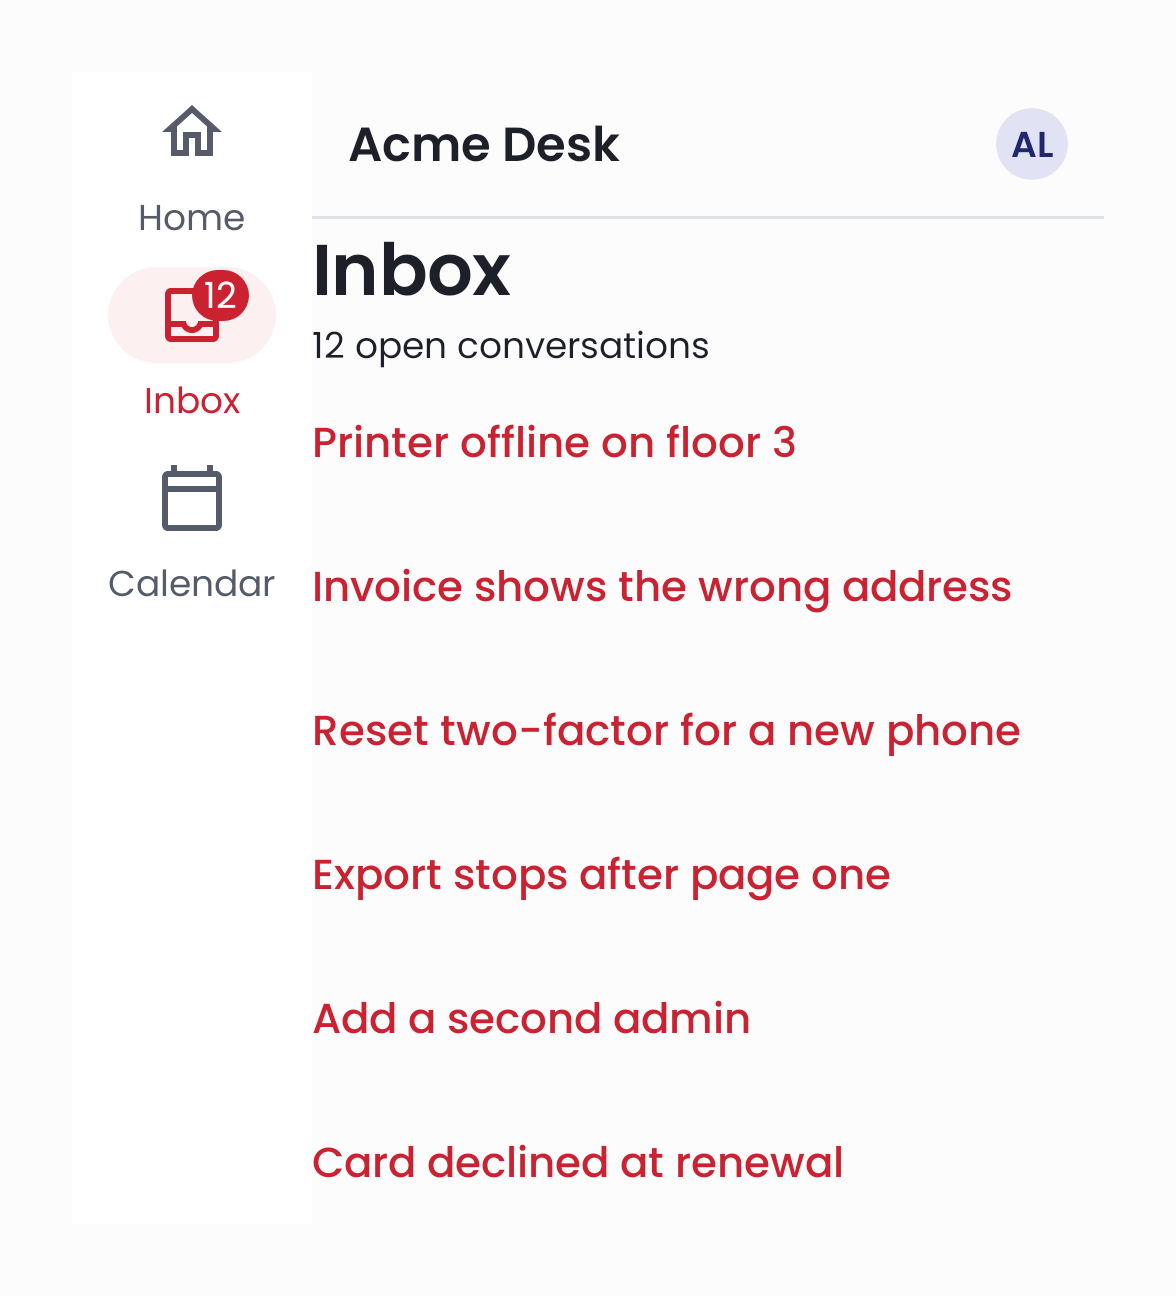 Home
12
Inbox
Calendar
Acme Desk
AL
Inbox
12 open conversations
Printer offline on floor 3
Invoice shows the wrong address
Reset two-factor for a new phone
Export stops after page one
Add a second admin
Card declined at renewal